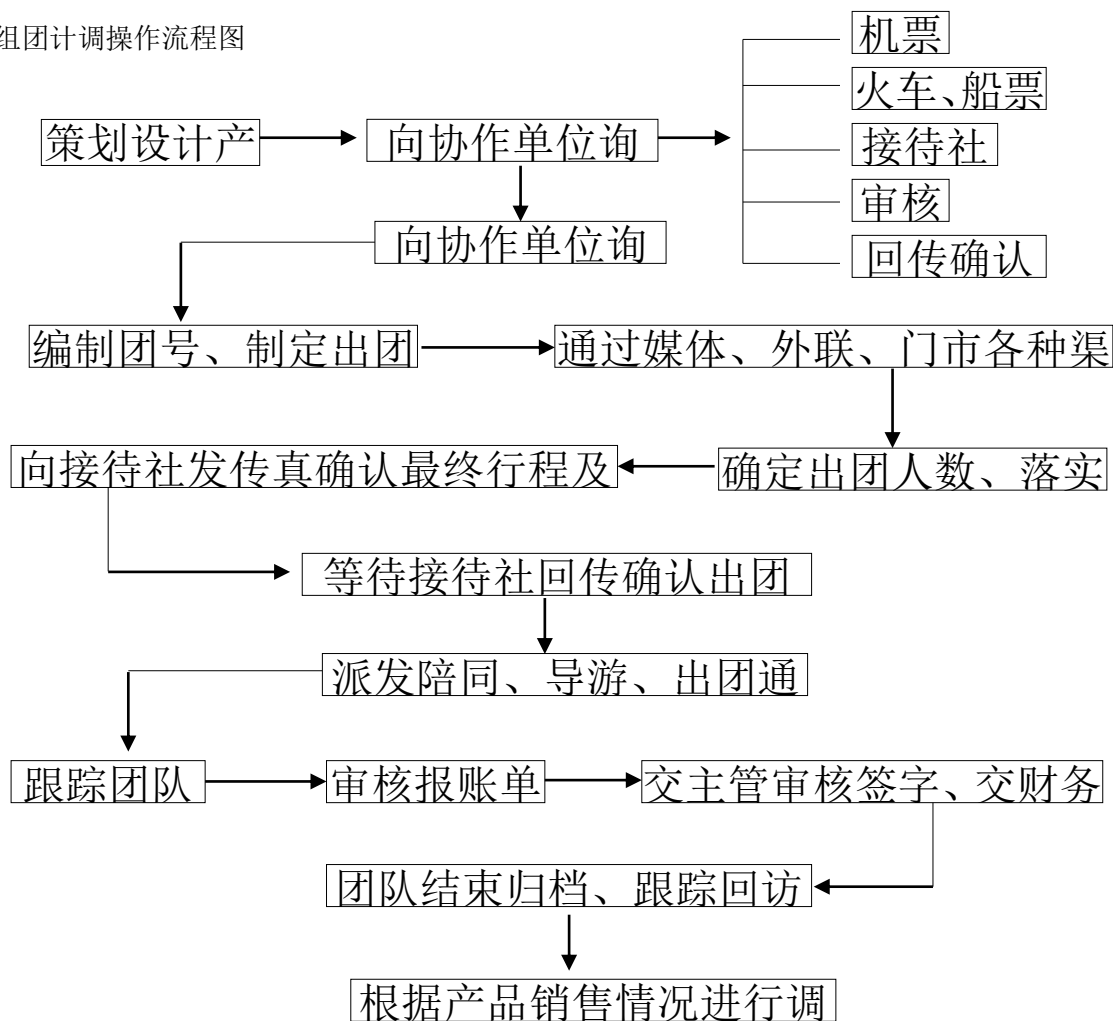 组团计调操作流程图
机票
火车、船票
策划设计产
向协作单位询
接待社
审核
向协作单位询
回传确认
编制团号、制定出团
通过媒体、外联、门市各种渠
向接待社发传真确认最终行程及
确定出团人数、落实
等待接待社回传确认出团
派发陪同、导游、出团通
跟踪团队
审核报账单
交主管审核签字、交财务
团队结束归档、跟踪回访
根据产品销售情况进行调